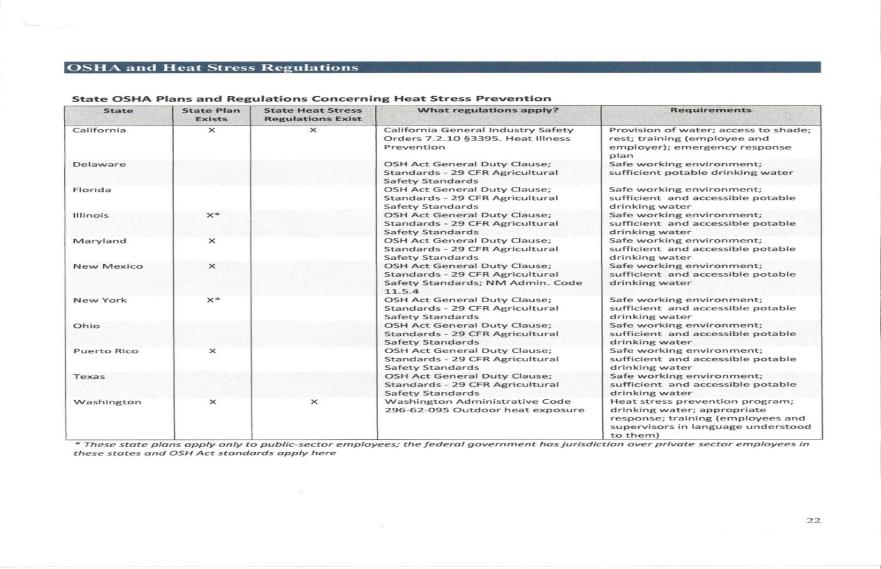 OSHA and Heat Stress Regulations
State OSHA Plans and Regulations Concerning Heat Stress Prevention
State State Plan Exists State Heat Stress Regulations Exist What regulations apply? Requirements
California X X California General Industry Safety Orders 7.2.10 §3395. Heat Illness Prevention Provision of water; access to shade; rest; training (employee and employer); emergency response plan
Delaware OSH Act General Duty Clause; Standards - 29 CFR Agricultural Safety Standards Safe working environment; sufficient potable drinking water
Florida OSH Act General Duty Clause; Standards - 29 CFR Agricultural Safety Standards Safe working environment; sufficient and accessible potable drinking water
Illinois X* OSH Act General Duty Clause; Standards - 29 CFR Agricultural Safety Standards Safe working environment; sufficient and accessible potable drinking water
Maryland X OSH Act General Duty Clause; Standards - 29 CFR Agricultural Safety Standards Safe working environment; sufficient and accessible potable drinking water
New Mexico X OSH Act General Duty Clause; Standards - 29 CFR Agricultural Safety Standards; NM Admin. Code 11.5.4 Safe working environment; sufficient and accessible potable drinking water
New York X* OSH Act General Duty Clause; Standards - 29 CFR Agricultural Safety Standards Safe working environment; sufficient and accessible potable drinking water
Ohio OSH Act General Duty Clause; Standards - 29 CFR Agricultural Safety Standards Safe working environment; sufficient and accessible potable drinking water
Puerto Rico X OSH Act General Duty Clause; Standards - 29 CFR Agricultural Safety Standards Safe working environment; sufficient and accessible potable drinking water
Texas OSH Act General Duty Clause; Standards - 29 CFR Agricultural Safety Standards Safe working environment; sufficient and accessible potable drinking water
Washington X X Washington Administrative Code 296-62-095 Outdoor heat exposure Heat stress prevention program; drinking water; appropriate response; training (employees and supervisors in language understood to them)
* These state plans apply only to public-sector employees; the federal government has jurisdiction over private sector employees in
these states and OSH Act standards apply here
22